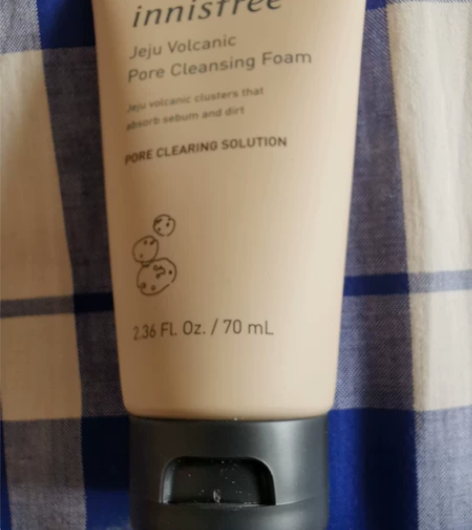 innisfree
Jeju Volcanic
Pore Cleansing Foam
Jeju volcanic clusters that
absorb sebum and dirt
PORE CLEARING SOLUTION
2.36 Fl. Oz. / 70 mL